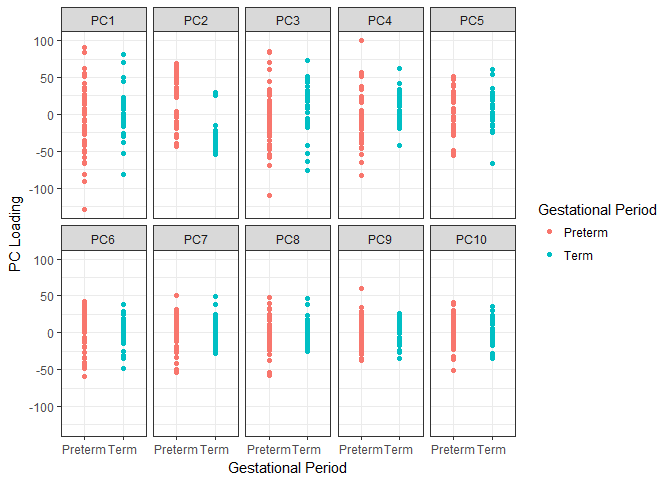 PC1 PC2 PC3 PC4 PC5
100
50
0
-50
-100
PC6 PC7 PC8 PC9 PC10
100
50
0
-50
-100
Preterm Term Preterm Term Preterm Term Preterm Term Preterm Term
Gestational Period
PC Loading
Gestational Period
Preterm
Term